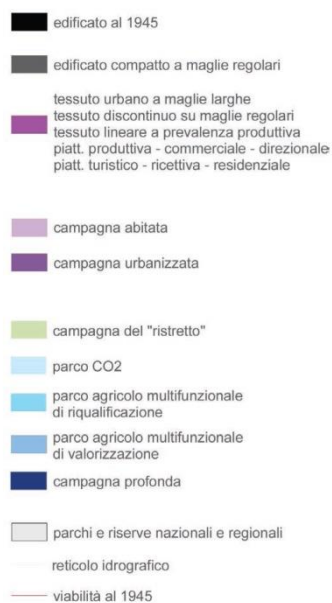 edificato al 1945
edificato compatto a maglie regolari
tessuto urbano a maglie larghe
tessuto discontinuo su maglie regolari
tessuto lineare a prevalenza produttiva
piatt. produttiva - commerciale - direzionale
piatt. turistico - ricettiva - residenziale
campagna abitata
campagna urbanizzata
campagna del "ristretto"
parco CO2
parco agricolo multifunzionale
di riqualificazione
parco agricolo multifunzionale
di valorizzazione
campagna profonda
parchi e riserve nazionali e regionali
reticolo idrografico
viabilità al 1945